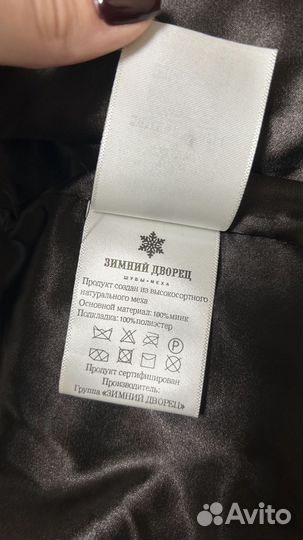 ЗИМНИЙ ДВОРЕЦ
ШУБЫ • МЕХА
Продукт создан из высокосортного
натурального меха
Основной материал: 100%минк
Подкладка: 100%полиэстер
P
Продукт сертифицирован
Производитель:
Группа «ЗИМНИЙ ДВОРЕЦ»
Avito